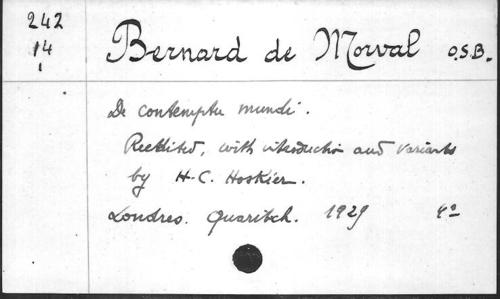 242
14
1
Bernard de Morval O.S.B.
De contemptu mundi.
Reedited, with introduction and variants
by H.C. Hoskier.
Londres. Quaritch. 1929 4°